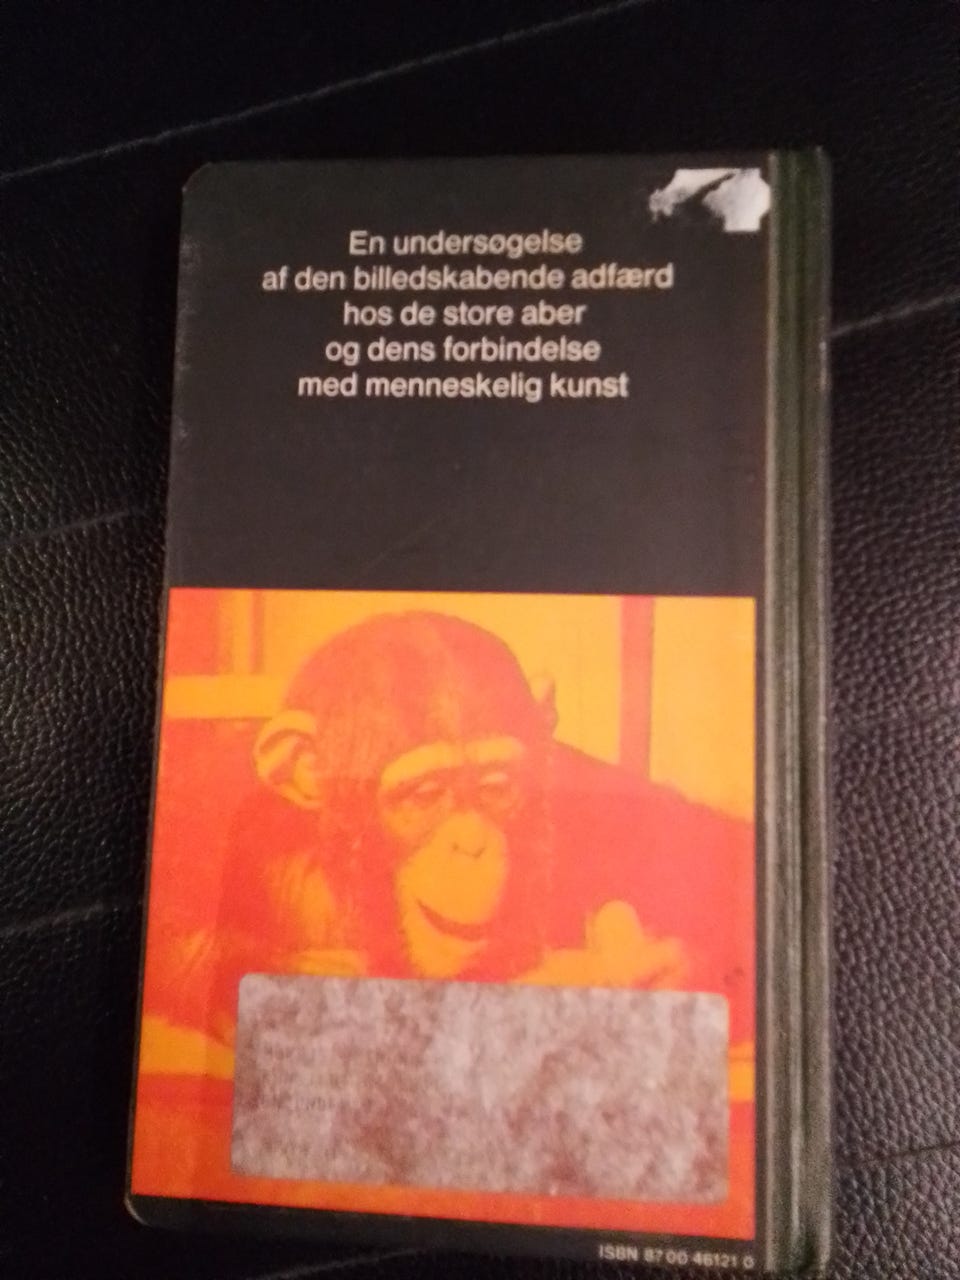 En undersøgelse
af den billedskabende adfærd
hos de store aber
og dens forbindelse
med menneskelig kunst
ISBN 87 00 46121 0